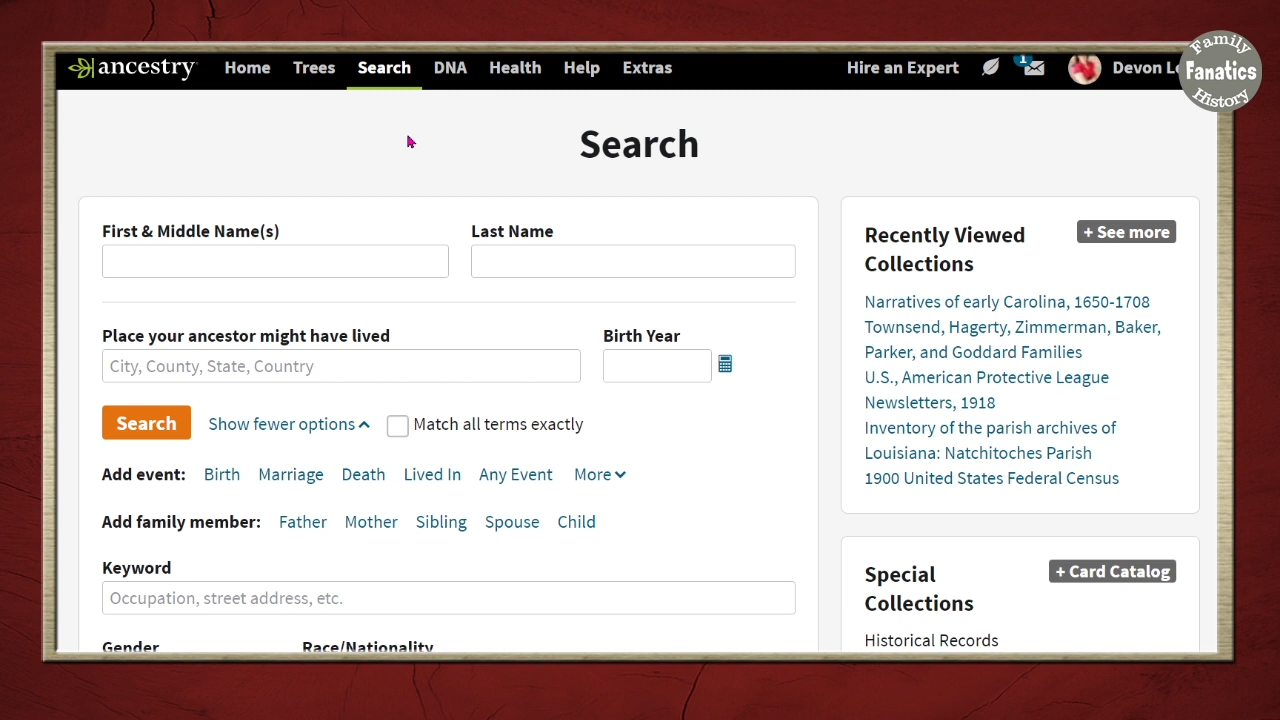 ancestry
Home Trees Search DNA Health Help Extras
Hire an Expert 1 Devon
Family
Fanatics
History
Search
First & Middle Name(s) Last Name
Place your ancestor might have lived Birth Year
City, County, State, Country
Search Show fewer options Match all terms exactly
Add event: Birth Marriage Death Lived In Any Event More
Add family member: Father Mother Sibling Spouse Child
Keyword
Occupation, street address, etc.
Gender Race/Nationality
Recently Viewed + See more
Collections
Narratives of early Carolina, 1650-1708
Townsend, Hagerty, Zimmerman, Baker,
Parker, and Goddard Families
U.S., American Protective League
Newsletters, 1918
Inventory of the parish archives of
Louisiana: Natchitoches Parish
1900 United States Federal Census
Special + Card Catalog
Collections
Historical Records